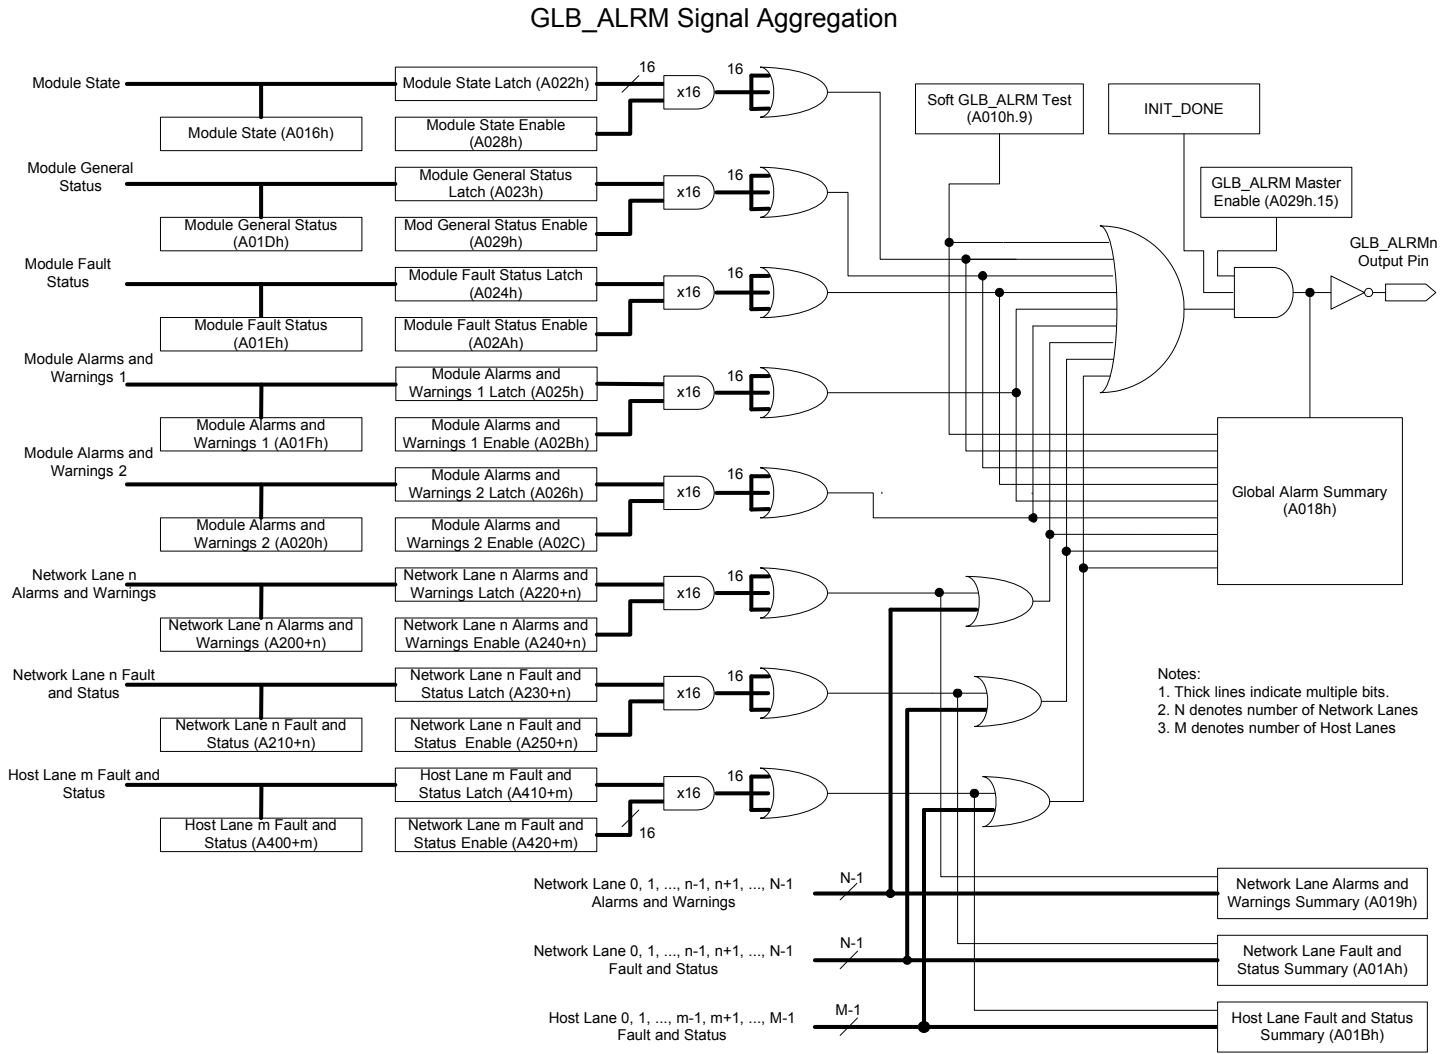 GLB_ALRM Signal Aggregation
Module State
Module State Latch (A022h)
16
x16
16
Module State (A016h)
Module State Enable
(A028h)
Soft GLB_ALRM Test
(A010h.9)
INIT_DONE
GLB_ALRM Master
Enable (A029h.15)
GLB_ALRMn
Output Pin
Module General
Status
Module General Status
Latch (A023h)
x16
16
Module General Status
(A01Dh)
Mod General Status Enable
(A029h)
Module Fault
Status
Module Fault Status Latch
(A024h)
x16
16
Module Fault Status
(A01Eh)
Module Fault Status Enable
(A02Ah)
Module Alarms and
Warnings 1
Module Alarms and
Warnings 1 Latch (A025h)
x16
16
Module Alarms and
Warnings 1 (A01Fh)
Module Alarms and
Warnings 1 Enable (A02Bh)
Module Alarms and
Warnings 2
Module Alarms and
Warnings 2 Latch (A026h)
x16
16
Module Alarms and
Warnings 2 (A020h)
Module Alarms and
Warnings 2 Enable (A02C)
Global Alarm Summary
(A018h)
Network Lane n
Alarms and Warnings
Network Lane n Alarms and
Warnings Latch (A220+n)
x16
16
Network Lane n Alarms and
Warnings (A200+n)
Network Lane n Alarms and
Warnings Enable (A240+n)
Network Lane n Fault
and Status
Network Lane n Fault and
Status Latch (A230+n)
x16
16
Network Lane n Fault and
Status (A210+n)
Network Lane n Fault and
Status  Enable (A250+n)
Notes:
1. Thick lines indicate multiple bits.
2. N denotes number of Network Lanes
3. M denotes number of Host Lanes
Host Lane m Fault and
Status
Host Lane m Fault and
Status Latch (A410+m)
x16
16
Host Lane m Fault and
Status (A400+m)
Network Lane m Fault and
Status Enable (A420+m)
16
Network Lane 0, 1, ..., n-1, n+1, ..., N-1
Alarms and Warnings
N-1
Network Lane Alarms and
Warnings Summary (A019h)
Network Lane 0, 1, ..., n-1, n+1, ..., N-1
Fault and Status
N-1
Network Lane Fault and
Status Summary (A01Ah)
Host Lane 0, 1, ..., m-1, m+1, ..., M-1
Fault and Status
M-1
Host Lane Fault and Status
Summary (A01Bh)